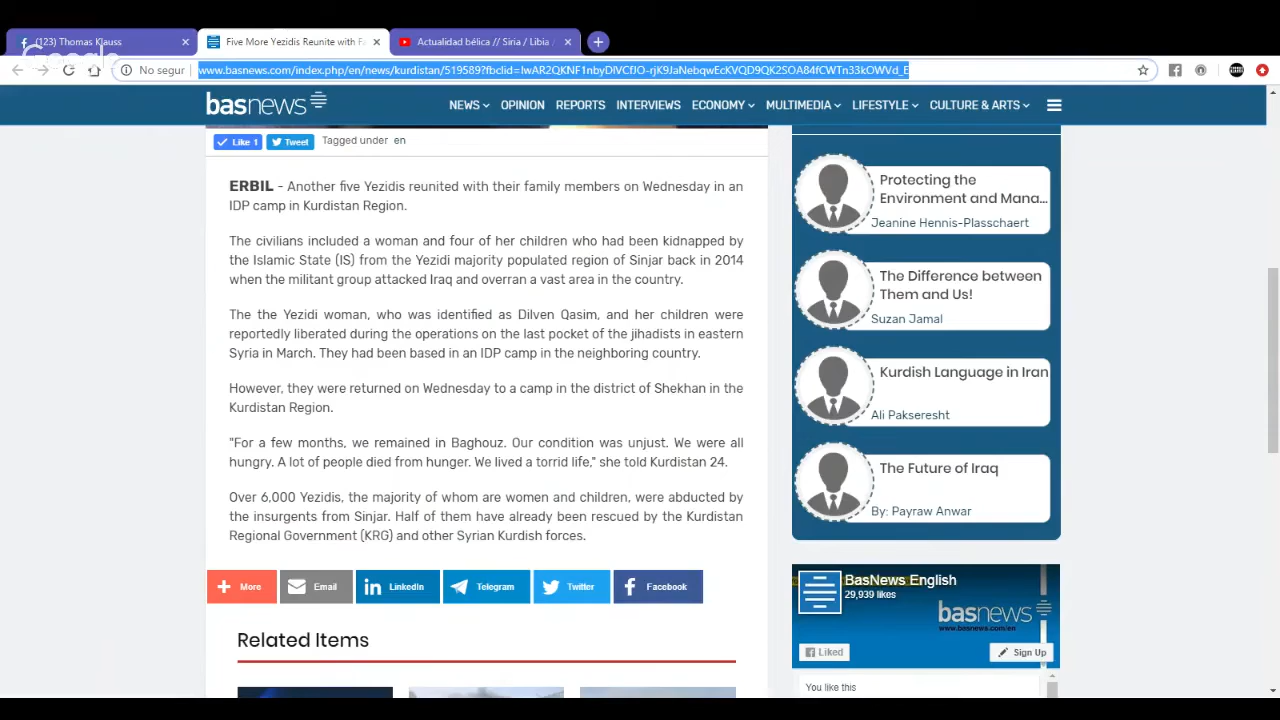 (123) Thomas Klauss
Five More Yezidis Reunite with Fa
Actualidad bélica // Siria / Libia /
Google
No segur
www.basnews.com/index.php/en/news/kurdistan/519589?fbclid=
basnews
NEWS OPINION REPORTS INTERVIEWS ECONOMY MULTIMEDIA LIFESTYLE CULTURE & ARTS
Like 1 Tweet Tagged under en
ERBIL - Another five Yezidis reunited with their family members on Wednesday in an
IDP camp in Kurdistan Region.
The civilians included a woman and four of her children who had been kidnapped by
the Islamic State (IS) from the Yezidi majority populated region of Sinjar back in 2014
when the militant group attacked Iraq and overran a vast area in the country.
The the Yezidi woman, who was identified as Dilven Qasim, and her children were
reportedly liberated during the operations on the last pocket of the jihadists in eastern
Syria in March. They had been based in an IDP camp in the neighboring country.
However, they were returned on Wednesday to a camp in the district of Shekhan in the
Kurdistan Region.
"For a few months, we remained in Baghouz. Our condition was unjust. We were all
hungry. A lot of people died from hunger. We lived a torrid life," she told Kurdistan 24.
Over 6,000 Yezidis, the majority of whom are women and children, were abducted by
the insurgents from Sinjar. Half of them have already been rescued by the Kurdistan
Regional Government (KRG) and other Syrian Kurdish forces.
More Email LinkedIn Telegram Twitter Facebook
Related Items
Protecting the
Environment and Mana...
Jeanine Hennis-Plasschaert
The Difference between
Them and Us!
Suzan Jamal
Kurdish Language in Iran
Ali Pakseresht
The Future of Iraq
By: Payraw Anwar
BasNews English
29,939 likes
basnews
www.basnews.com/en
Liked Sign Up
You like this